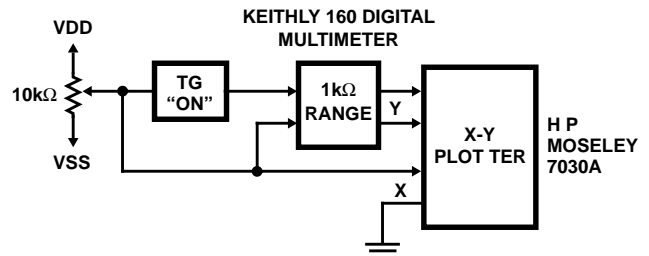 KEITHLY 160 DIGITAL
MULTIMETER
VDD
10kΩ
VSS
TG
“ON”
1kΩ
RANGE
Y
X-Y
PLOT TER
X
H P
MOSELEY
7030A